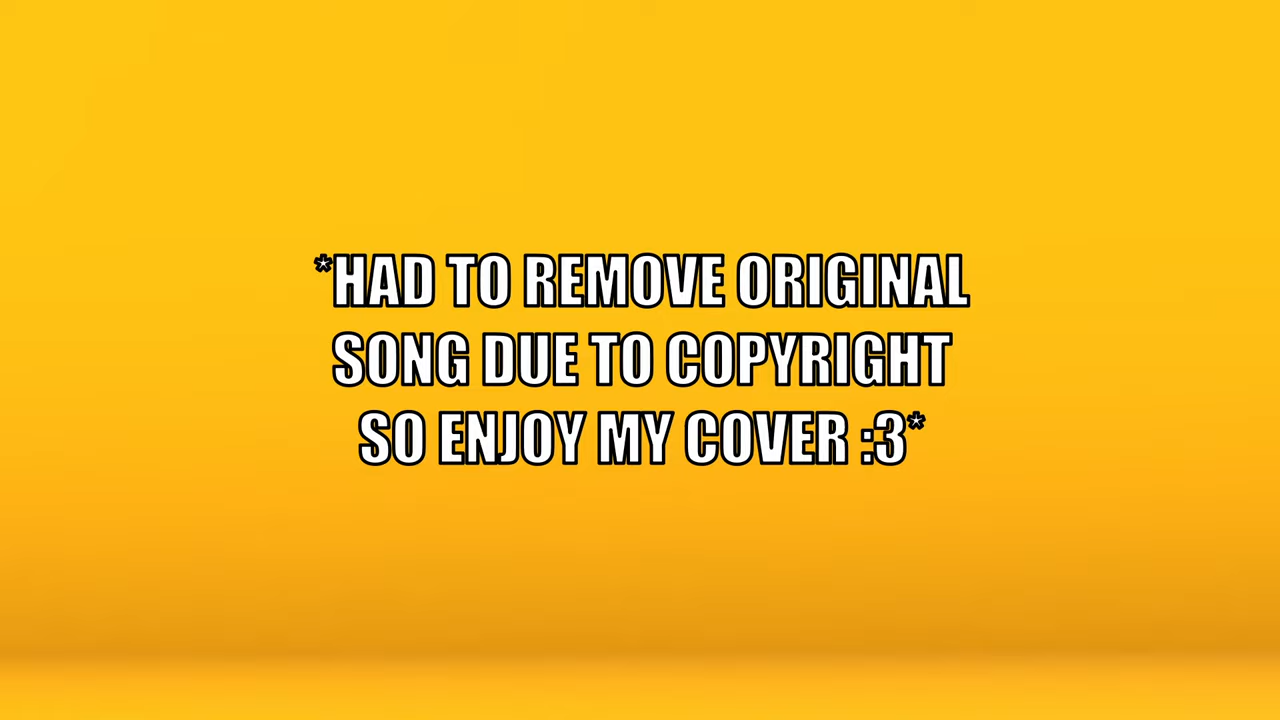 *HAD TO REMOVE ORIGINAL
SONG DUE TO COPYRIGHT
SO ENJOY MY COVER :3*